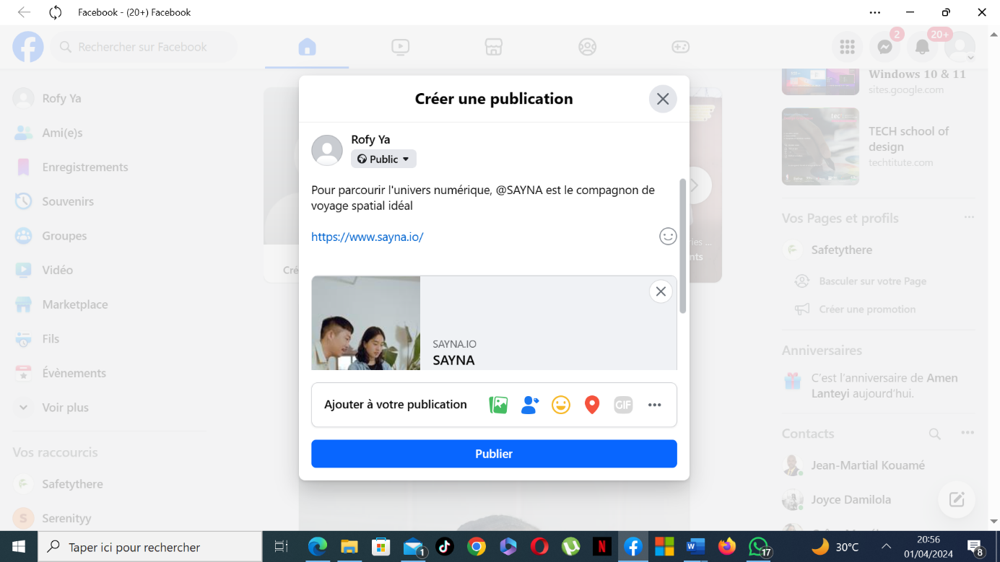 Facebook - (20+) Facebook
Rechercher sur Facebook
2
20+
Rofy Ya
Ami(e)s
Enregistrements
Souvenirs
Groupes
Vidéo
Marketplace
Fils
Évènements
Voir plus
Vos raccourcis
Safetythere
S
Serenityy
Cré
Créer une publication
Rofy Ya
Public
Pour parcourir l'univers numérique, @SAYNA est le compagnon de
voyage spatial idéal
https://www.sayna.io/
SAYNA.IO
SAYNA
Ajouter à votre publication
GIF
Publier
Windows 10 & 11
sites.google.com
TECH school of
design
techtitute.com
Vos Pages et profils
Safetythere
Basculer sur votre Page
Créer une promotion
Anniversaires
C'est l'anniversaire de Amen
Lanteyi aujourd'hui.
Contacts
Jean-Martial Kouamé
Joyce Damilola
Taper ici pour rechercher
1
N
W
17
30°C
20:56
01/04/2024
8